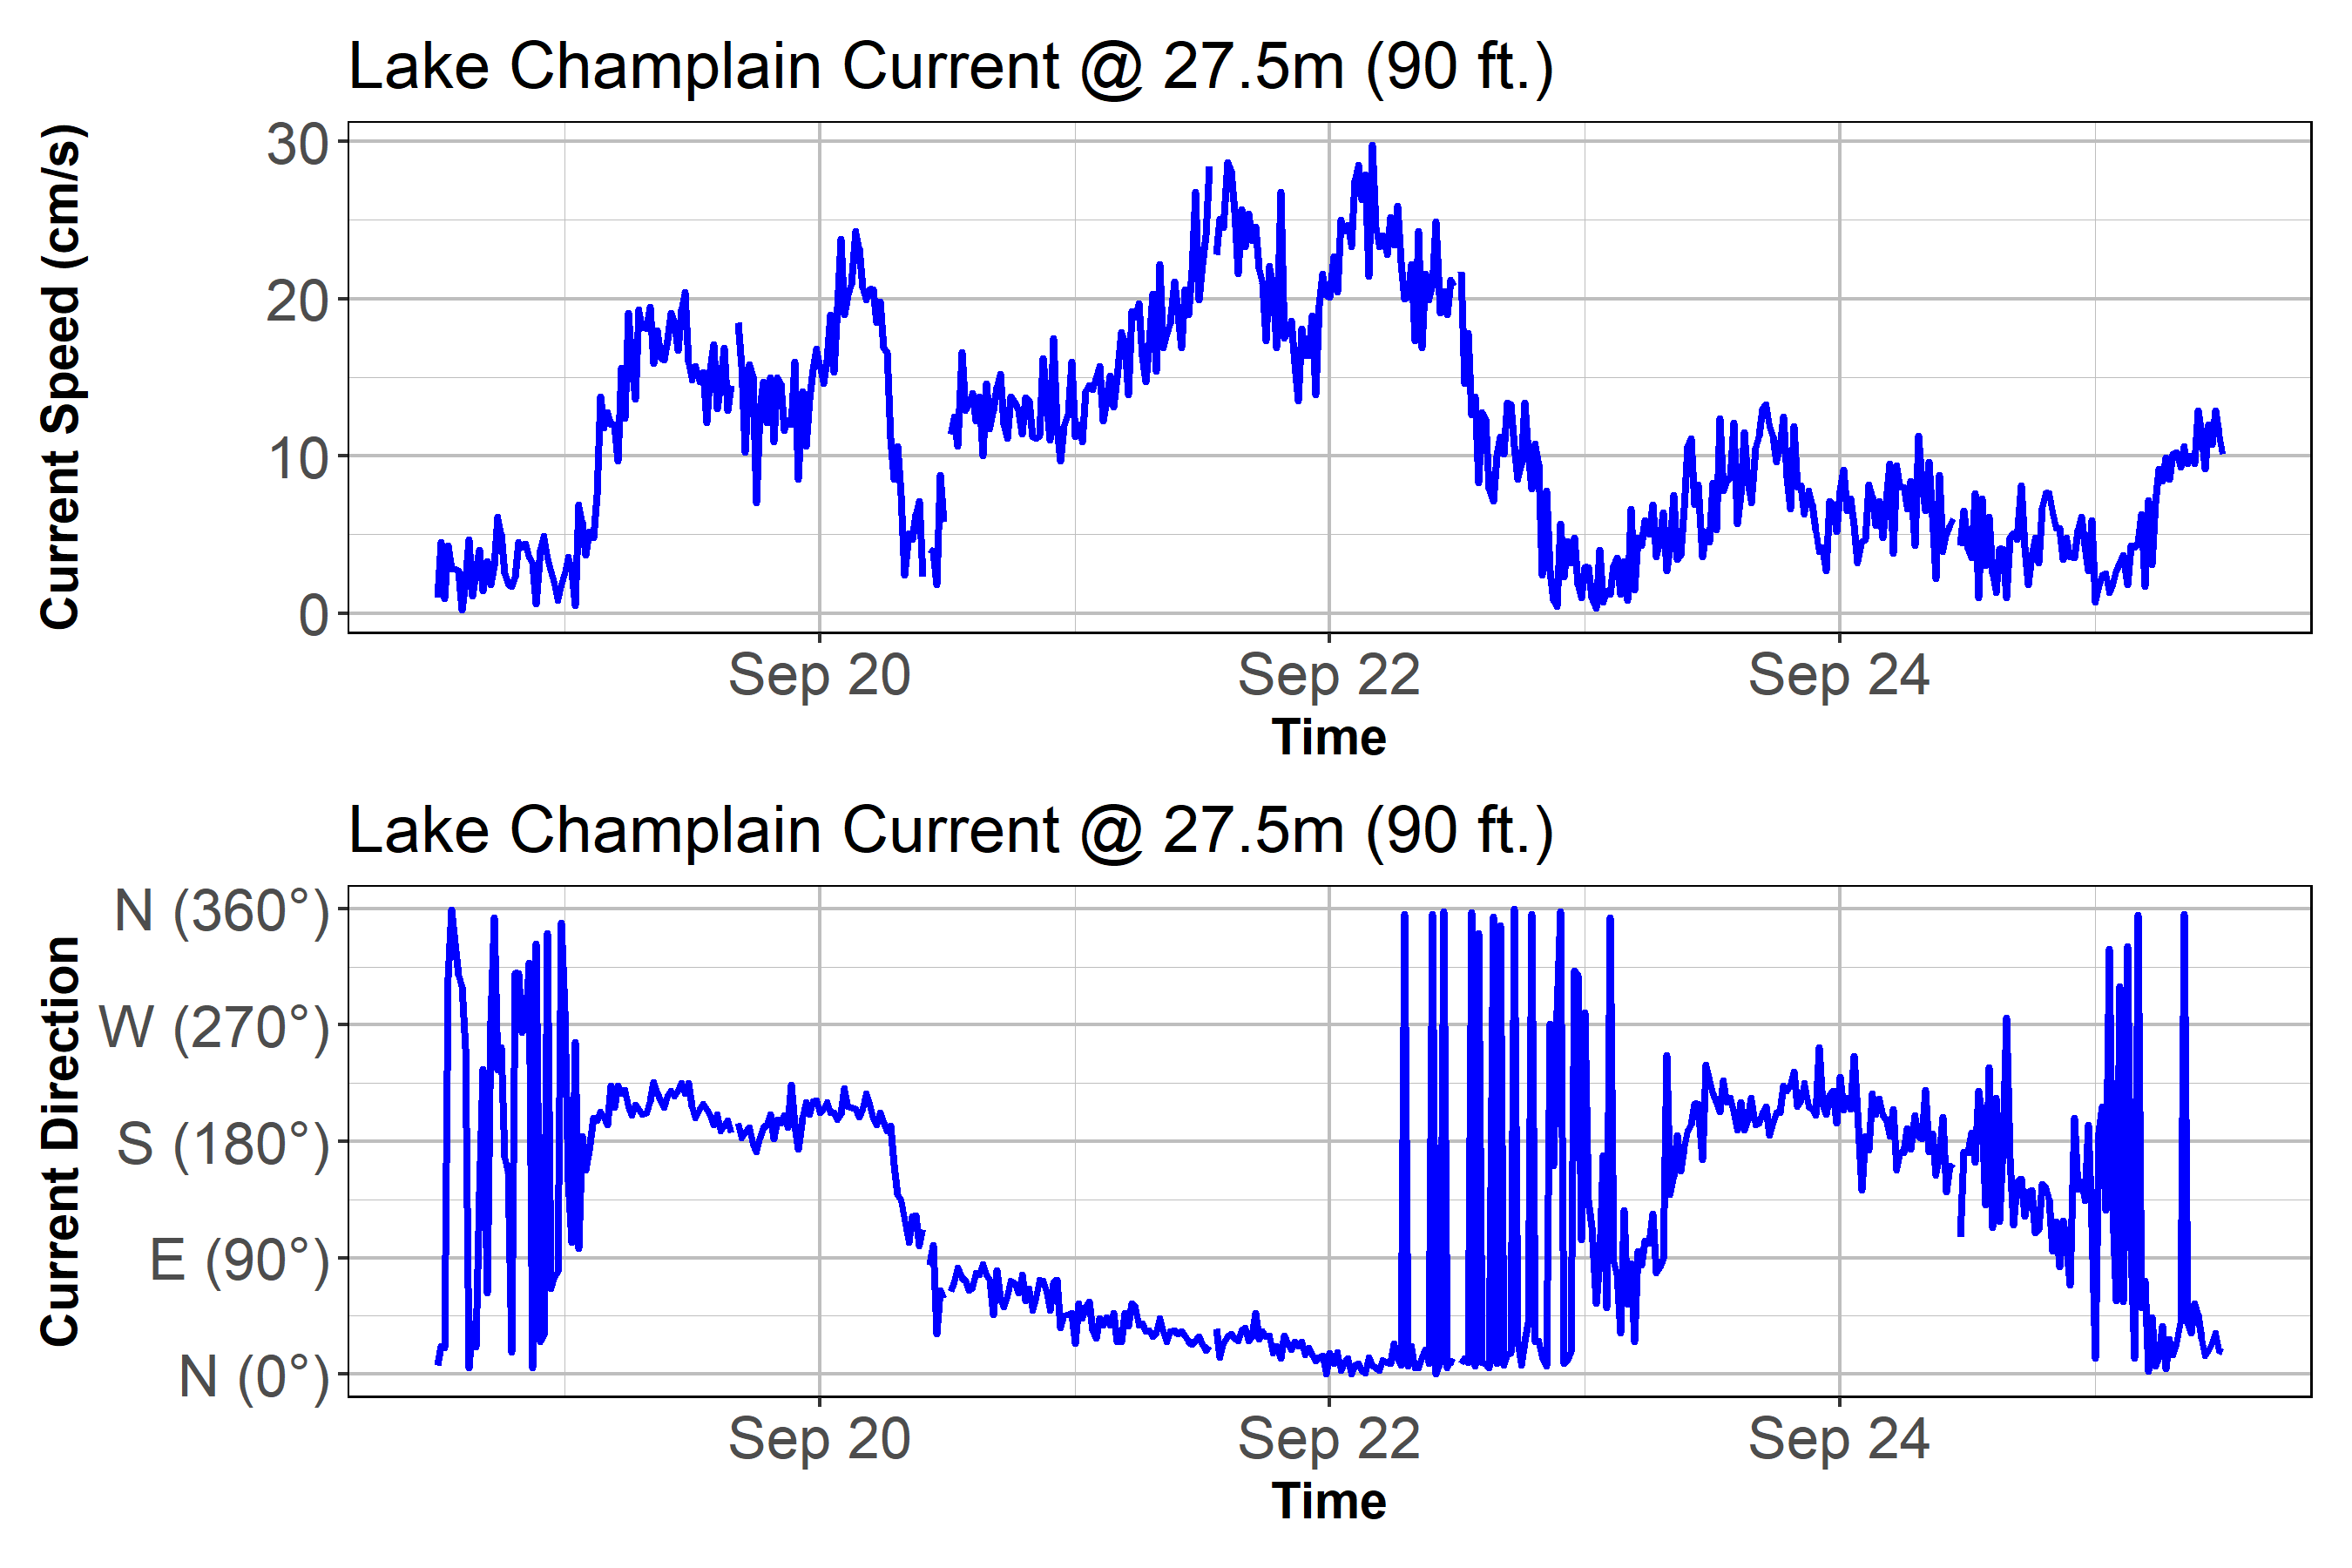 Lake Champlain Current @ 27.5m (90 ft.)
Current Speed (cm/s)
30
20
10
0
Sep 20
Sep 22
Sep 24
Time
Lake Champlain Current @ 27.5m (90 ft.)
Current Direction
N (360°)
W (270°)
S (180°)
E (90°)
N (0°)
Sep 20
Sep 22
Sep 24
Time